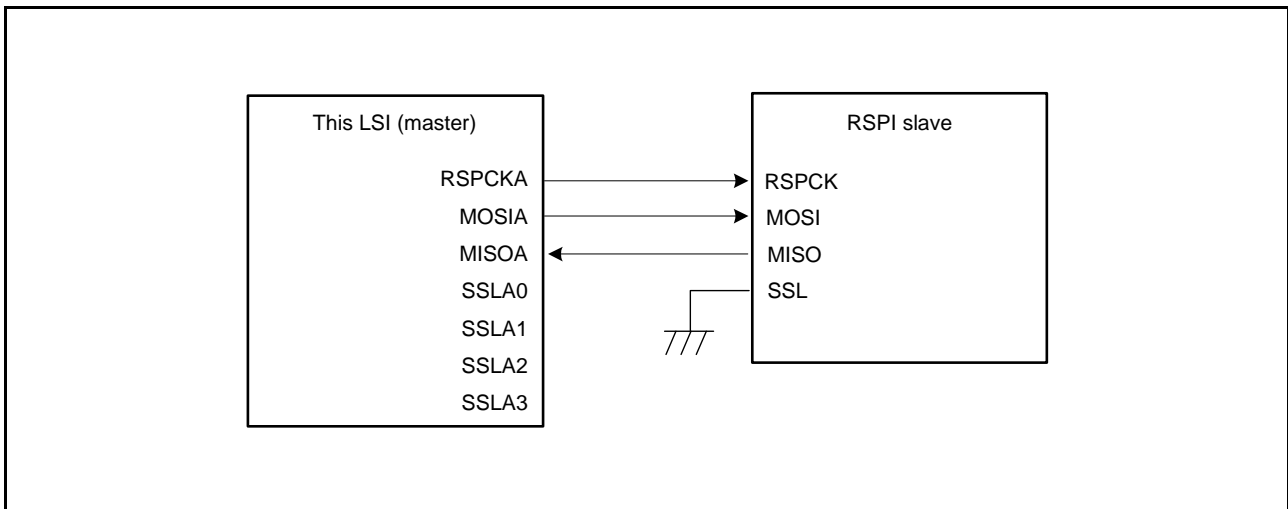 This LSI (master)
RSPCKA
MOSIA
MISOA
SSLA0
SSLA1
SSLA2
SSLA3
RSPI slave
RSPCK
MOSI
MISO
SSL